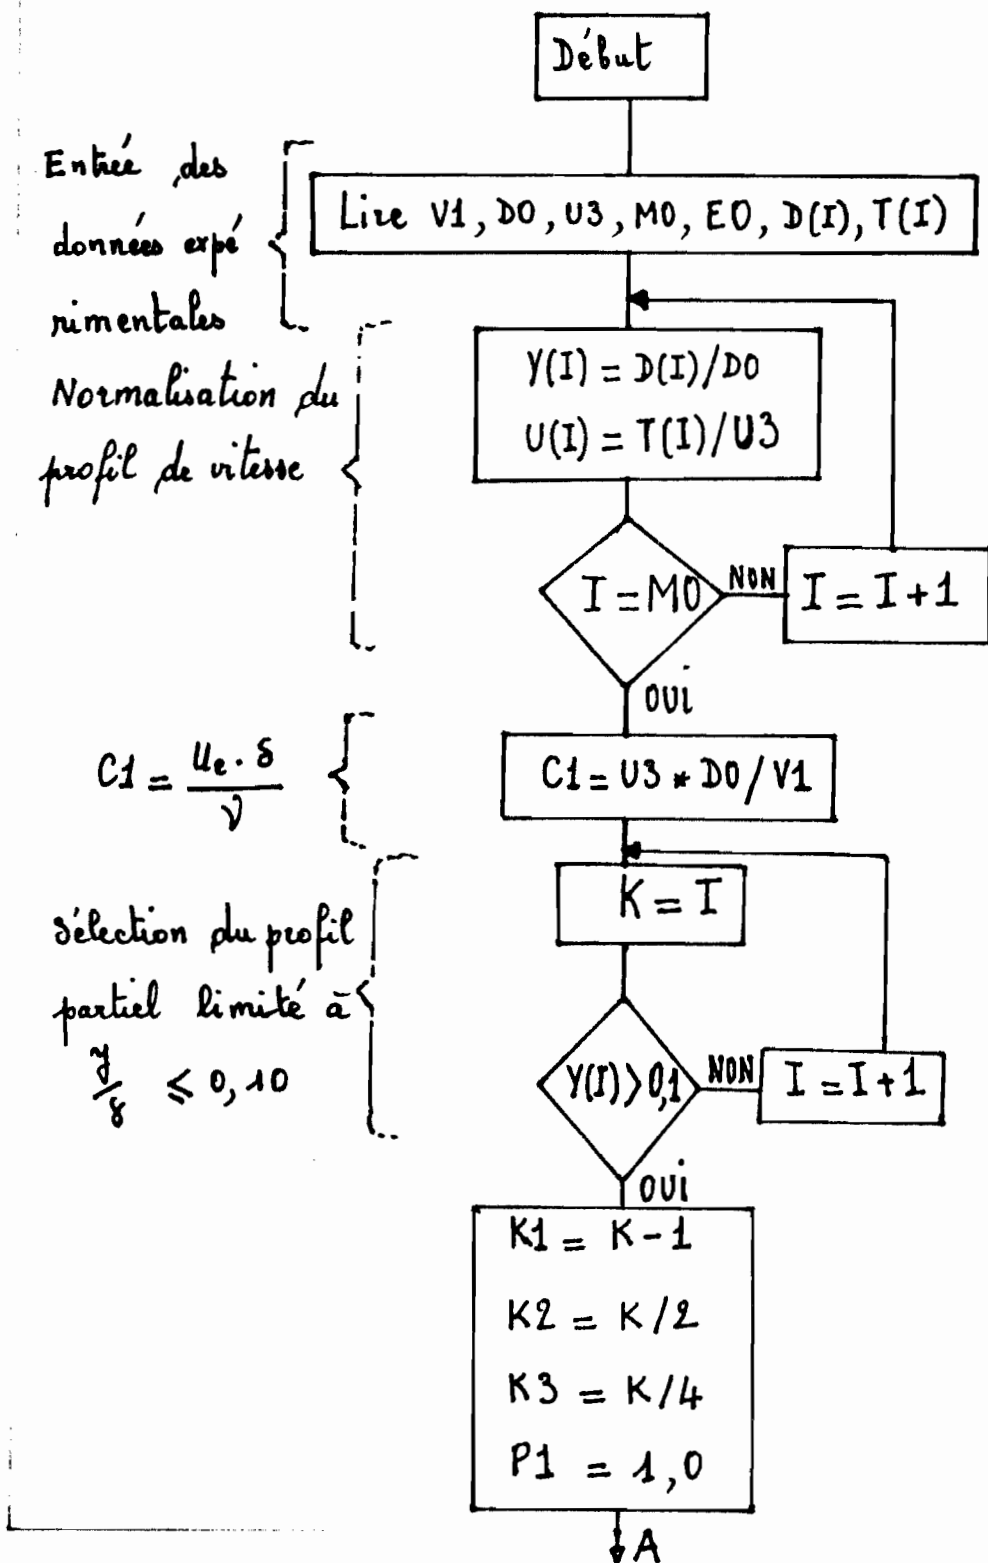 Début
Entrée des
données expé
rimentales
Lire V1, D0, U3, M0, E0, D(I), T(I)
Normalisation du
profil de vitesse
Y(I) = D(I)/D0
U(I) = T(I)/U3
I = M0
NON
I = I + 1
OUI
C1 = Ue . δ / ν
C1 = U3 * D0 / V1
Sélection du profil
partiel limité à
y/δ ≤ 0,10
K = I
Y(I) > 0,1
NON
I = I + 1
OUI
K1 = K - 1
K2 = K / 2
K3 = K / 4
P1 = 1,0
A